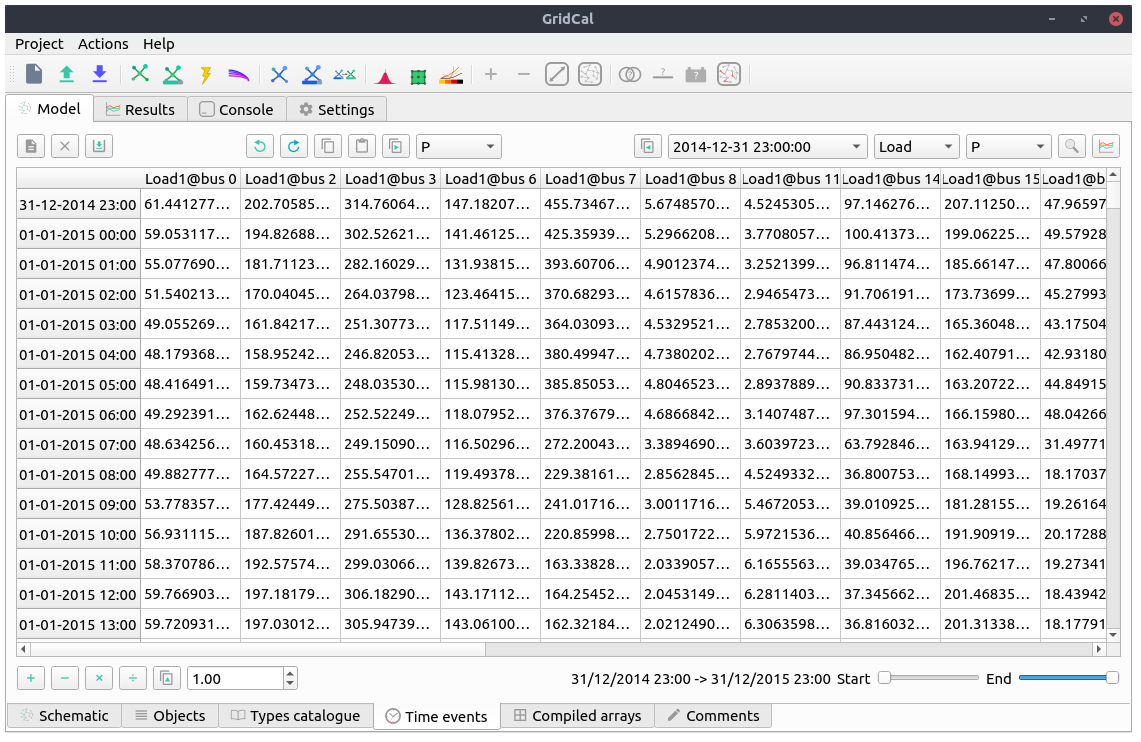 GridCal
Project Actions Help
Model Results Console Settings
P 2014-12-31 23:00:00 Load P
Load1@bus 0 Load1@bus 2 Load1@bus 3 Load1@bus 6 Load1@bus 7 Load1@bus 8 Load1@bus 11 Load1@bus 14 Load1@bus 15 Load1@b
31-12-2014 23:00 61.441277... 202.70585... 314.76064... 147.18207... 455.73467... 5.6748570... 4.5245305... 97.146276... 207.11250... 47.96597
01-01-2015 00:00 59.053117... 194.82688... 302.52621... 141.46125... 425.35939... 5.2966208... 3.7708057... 100.41373... 199.06225... 49.57928
01-01-2015 01:00 55.077690... 181.71123... 282.16029... 131.93815... 393.60706... 4.9012374... 3.2521399... 96.811474... 185.66147... 47.80066
01-01-2015 02:00 51.540213... 170.04045... 264.03798... 123.46415... 370.68293... 4.6157836... 2.9465473... 91.706191... 173.73699... 45.27993
01-01-2015 03:00 49.055269... 161.84217... 251.30773... 117.51149... 364.03093... 4.5329521... 2.7853200... 87.443124... 165.36048... 43.17504
01-01-2015 04:00 48.179368... 158.95242... 246.82053... 115.41328... 380.49947... 4.7380202... 2.7679744... 86.950482... 162.40791... 42.93180
01-01-2015 05:00 48.416491... 159.73473... 248.03530... 115.98130... 385.85053... 4.8046523... 2.8937889... 90.833731... 163.20722... 44.84915
01-01-2015 06:00 49.292391... 162.62448... 252.52249... 118.07952... 376.37679... 4.6866842... 3.1407487... 97.301594... 166.15980... 48.04266
01-01-2015 07:00 48.634256... 160.45318... 249.15090... 116.50296... 272.20043... 3.3894690... 3.6039723... 63.792846... 163.94129... 31.49771
01-01-2015 08:00 49.882777... 164.57227... 255.54701... 119.49378... 229.38161... 2.8562845... 4.5249332... 36.800753... 168.14993... 18.17037
01-01-2015 09:00 53.778357... 177.42449... 275.50387... 128.82561... 241.01716... 3.0011716... 5.4672053... 39.010925... 181.28155... 19.26164
01-01-2015 10:00 56.931115... 187.82601... 291.65530... 136.37802... 220.85998... 2.7501722... 5.9721536... 40.856466... 191.90919... 20.17288
01-01-2015 11:00 58.370786... 192.57574... 299.03066... 139.82673... 163.33828... 2.0339057... 6.1655563... 39.034765... 196.76217... 19.27341
01-01-2015 12:00 59.766903... 197.18179... 306.18290... 143.17112... 164.25452... 2.0453149... 6.2811403... 37.345662... 201.46835... 18.43942
01-01-2015 13:00 59.720931... 197.03012... 305.94739... 143.06100... 162.32184... 2.0212490... 6.3063598... 36.816032... 201.31338... 18.17791
1.00 31/12/2014 23:00 -> 31/12/2015 23:00 Start End
Schematic Objects Types catalogue Time events Compiled arrays Comments